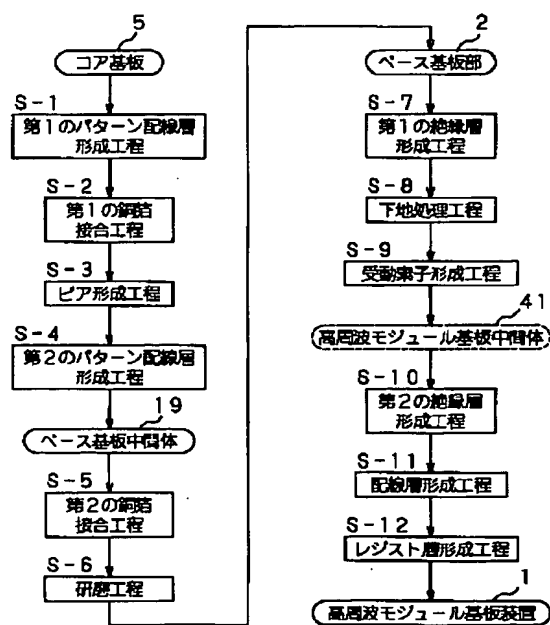 5
コア基板
S-1
第1のパターン配線層
形成工程
S-2
第1の銅箔
接合工程
S-3
ビア形成工程
S-4
第2のパターン配線層
形成工程
19
ベース基板中間体
S-5
第2の銅箔
接合工程
S-6
研磨工程
2
ベース基板部
S-7
第1の絶縁層
形成工程
S-8
下地処理工程
S-9
受動素子形成工程
41
高周波モジュール基板中間体
S-10
第2の絶縁層
形成工程
S-11
配線層形成工程
S-12
レジスト層形成工程
1
高周波モジュール基板装置